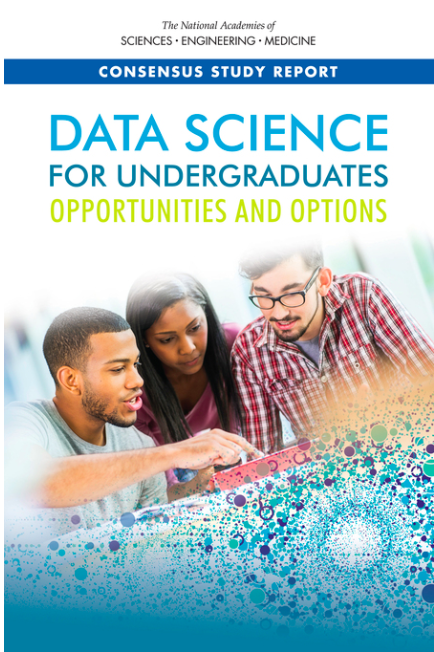 The National Academies of
SCIENCES • ENGINEERING • MEDICINE
CONSENSUS STUDY REPORT
DATA SCIENCE
FOR UNDERGRADUATES
OPPORTUNITIES AND OPTIONS